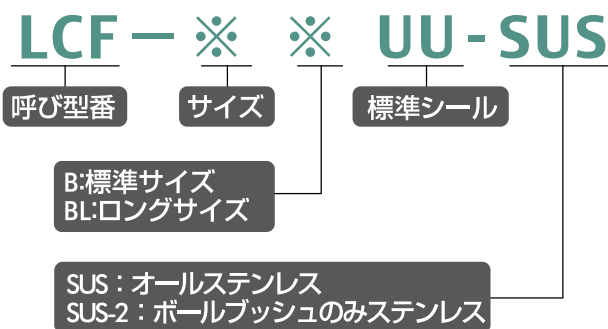 LCF－※ ※ UU-SUS
呼び型番
サイズ
標準シール
B:標準サイズ
BL:ロングサイズ
SUS：オールステンレス
SUS-2：ボールブッシュのみステンレス